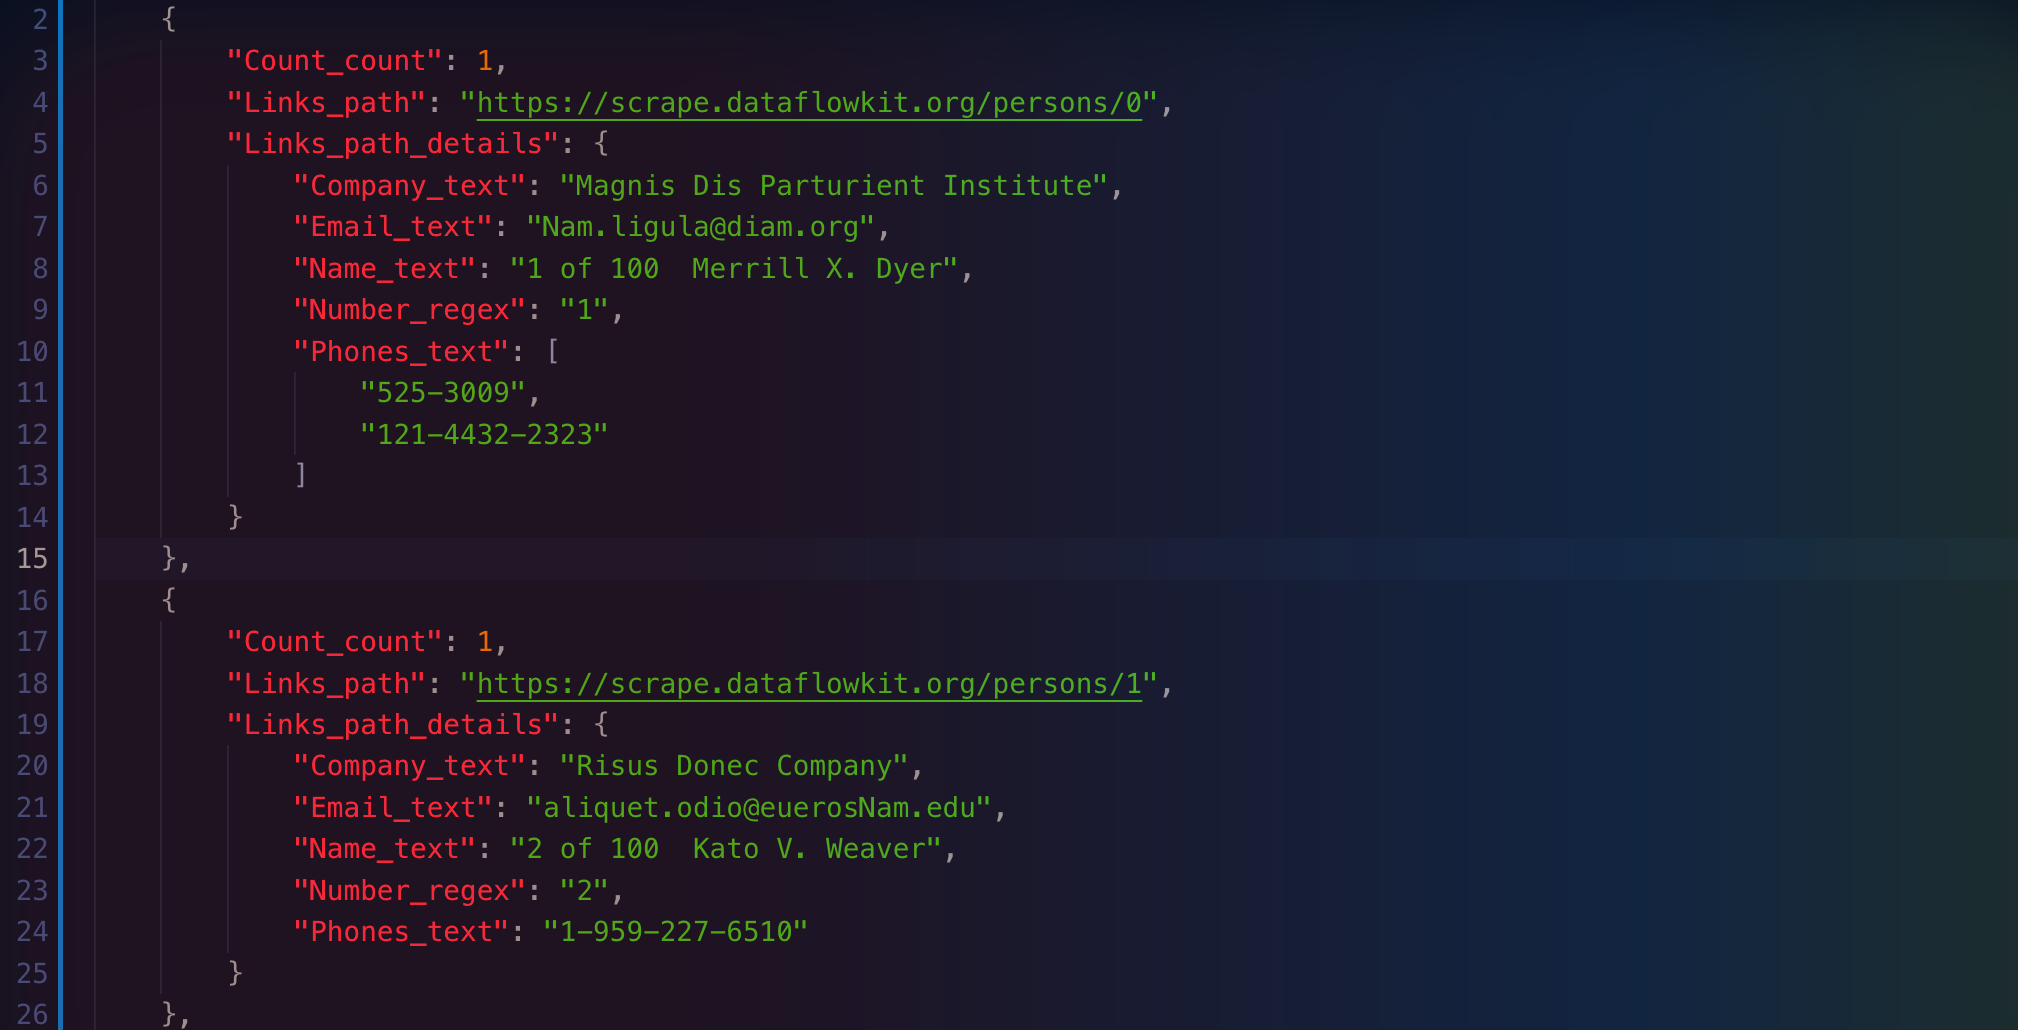 2 {
3 "Count_count": 1,
4 "Links_path": "https://scrape.dataflowkit.org/persons/0",
5 "Links_path_details": {
6 "Company_text": "Magnis Dis Parturient Institute",
7 "Email_text": "Nam.ligula@diam.org",
8 "Name_text": "1 of 100  Merrill X. Dyer",
9 "Number_regex": "1",
10 "Phones_text": [
11 "525-3009",
12 "121-4432-2323"
13 ]
14 }
15 },
16 {
17 "Count_count": 1,
18 "Links_path": "https://scrape.dataflowkit.org/persons/1",
19 "Links_path_details": {
20 "Company_text": "Risus Donec Company",
21 "Email_text": "aliquet.odio@euerosNam.edu",
22 "Name_text": "2 of 100  Kato V. Weaver",
23 "Number_regex": "2",
24 "Phones_text": "1-959-227-6510"
25 }
26 },